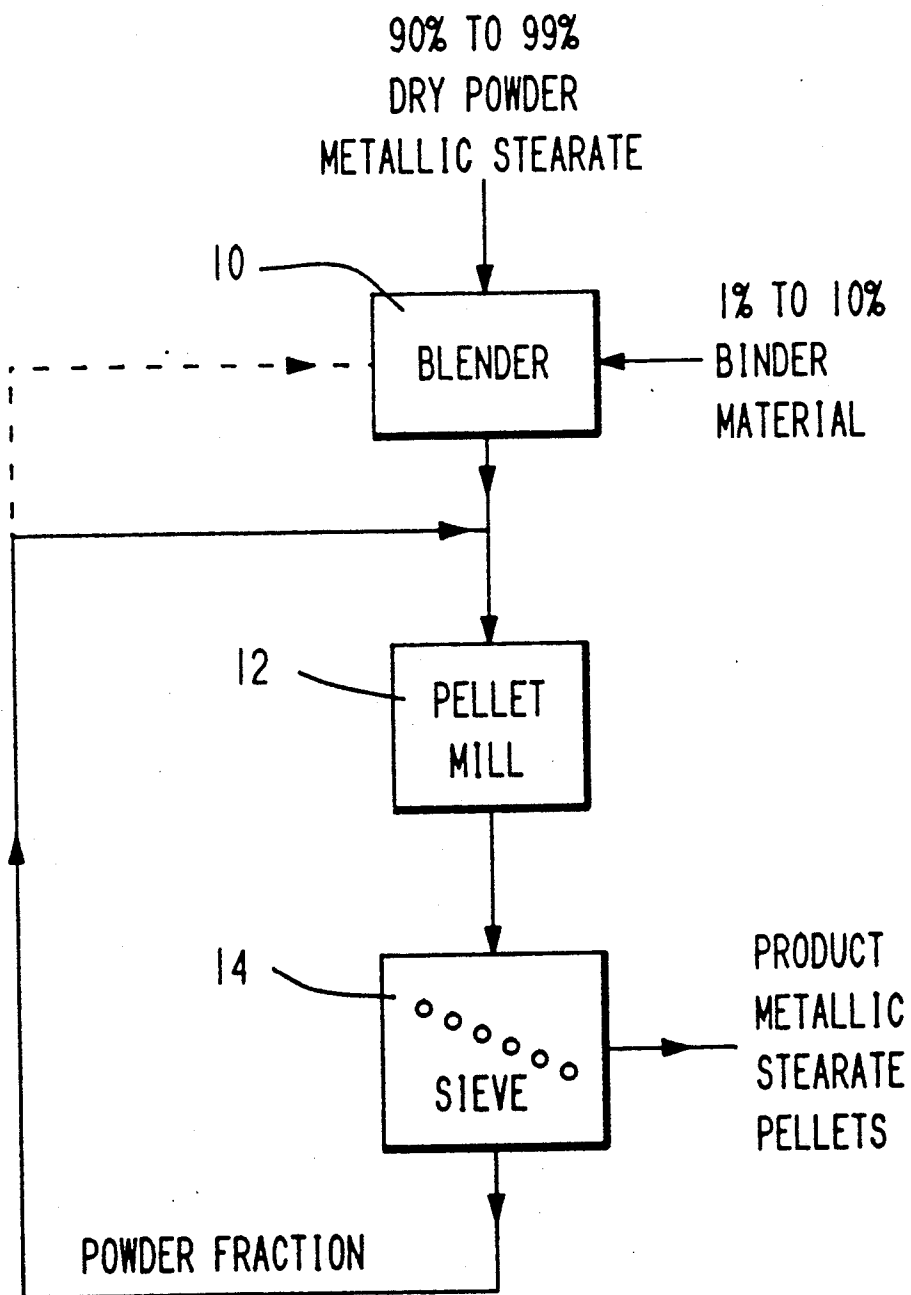 90% TO 99%
DRY POWDER
METALLIC STEARATE
10
BLENDER
1% TO 10%
BINDER
MATERIAL
12
PELLET
MILL
14
SIEVE
PRODUCT
METALLIC
STEARATE
PELLETS
POWDER FRACTION